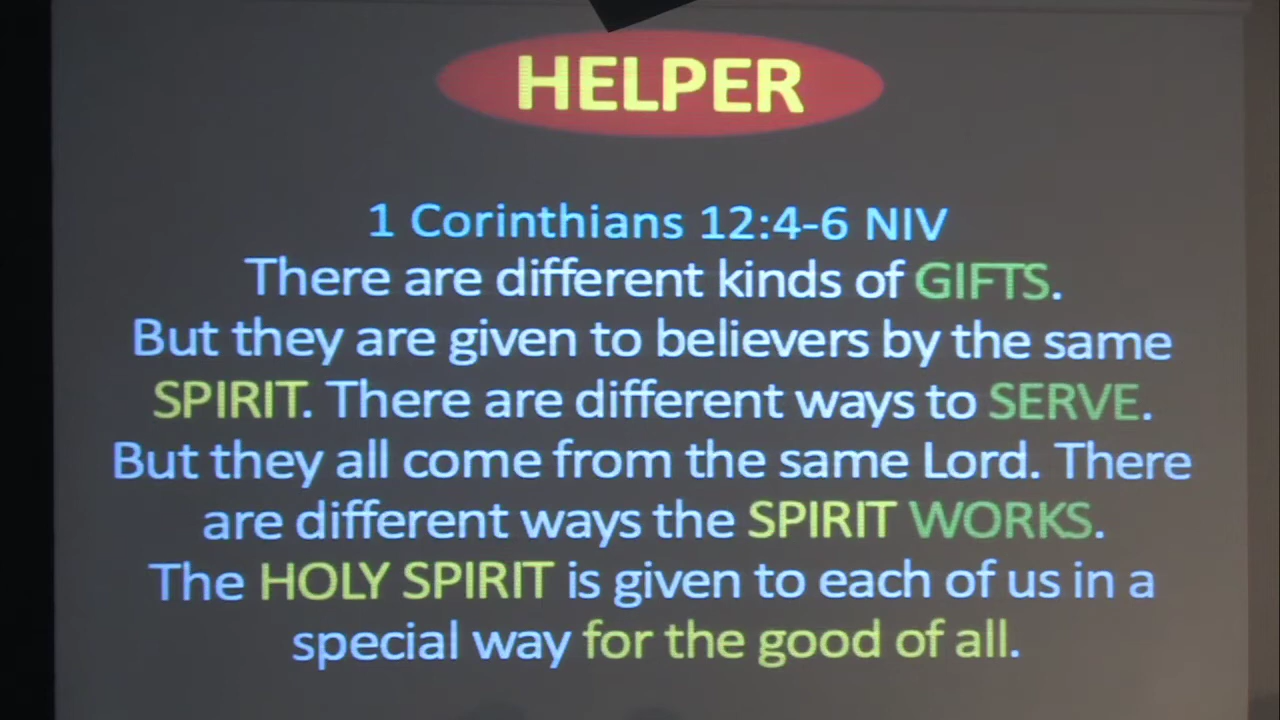 HELPER
1 Corinthians 12:4-6 NIV
There are different kinds of GIFTS.
But they are given to believers by the same
SPIRIT. There are different ways to SERVE.
But they all come from the same Lord. There
are different ways the SPIRIT WORKS.
The HOLY SPIRIT is given to each of us in a
special way for the good of all.